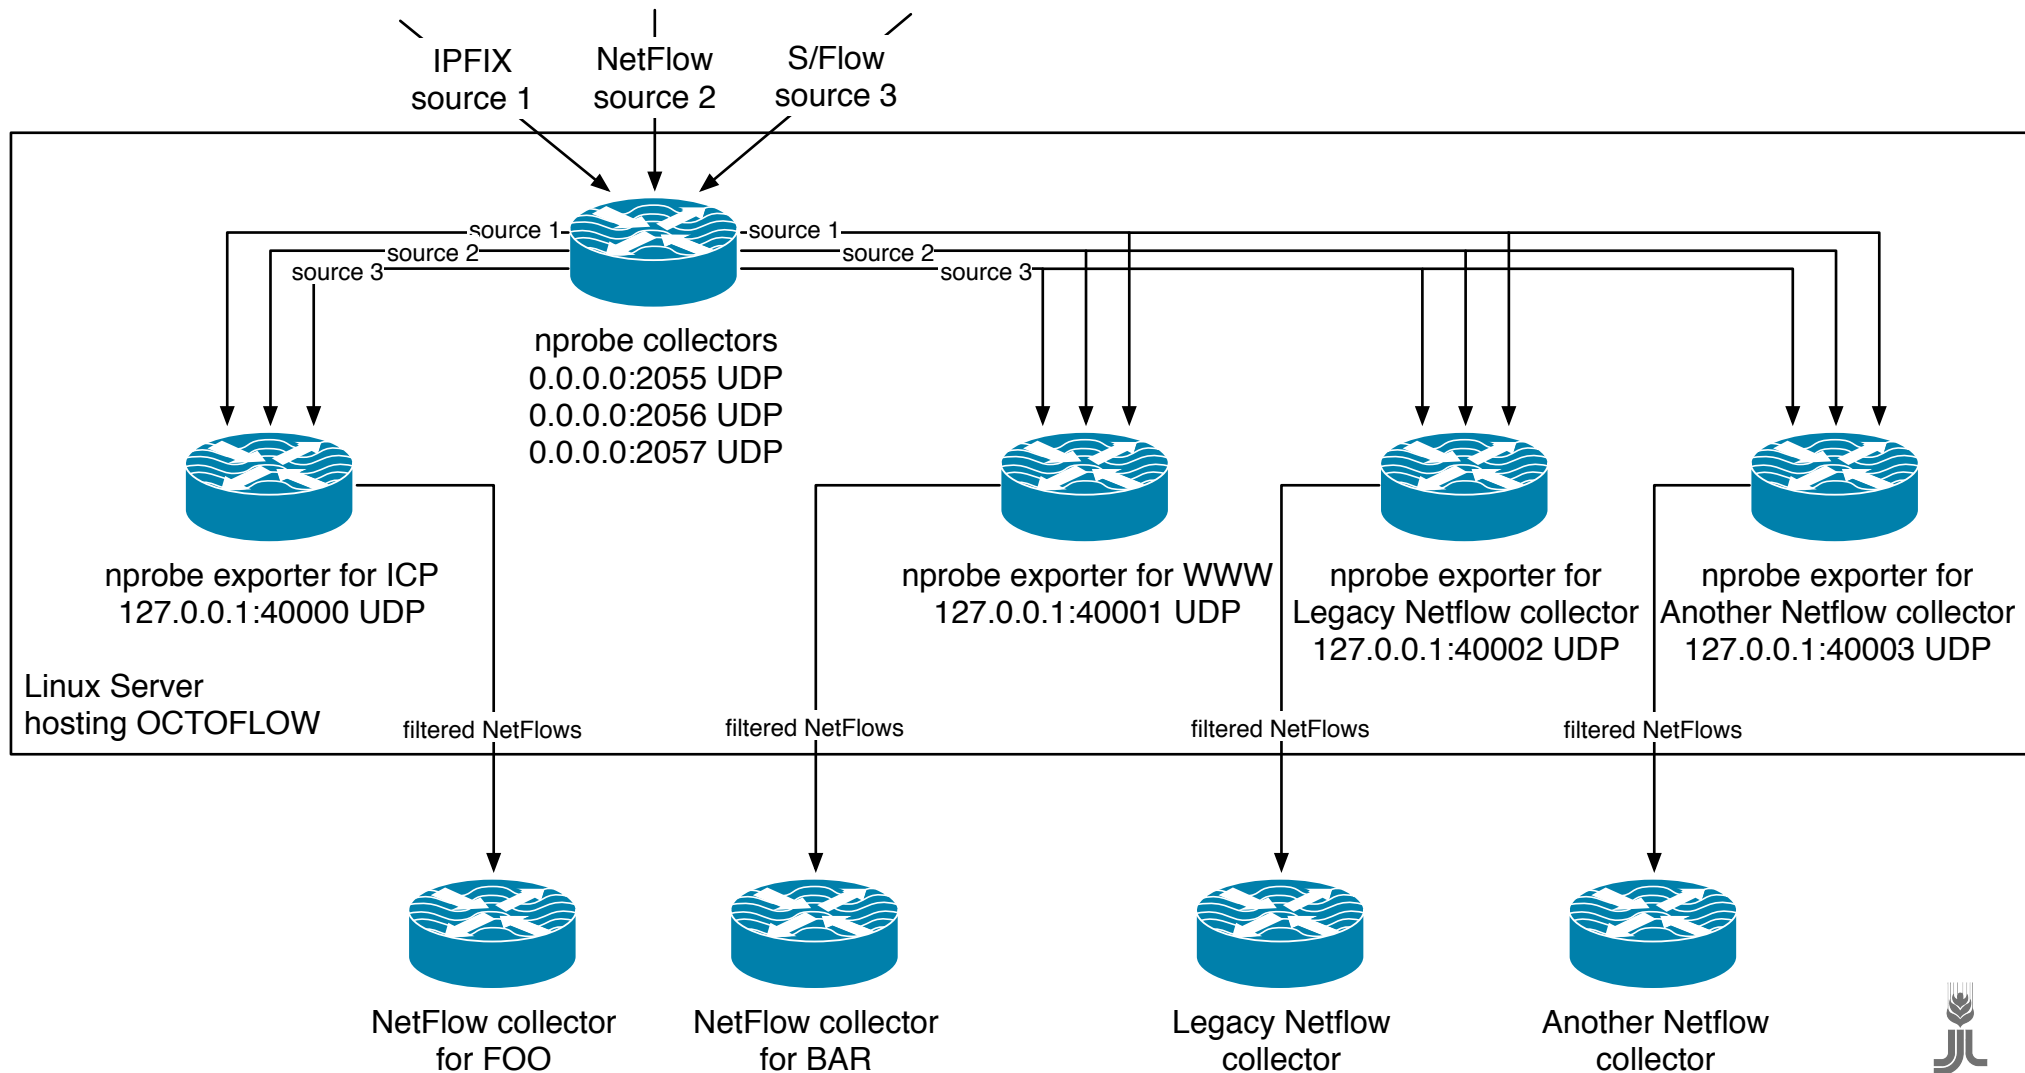 IPFIX
source 1
NetFlow
source 2
S/Flow
source 3
source 1
source 2
source 3
source 1
source 2
source 3
nprobe collectors
0.0.0.0:2055 UDP
0.0.0.0:2056 UDP
0.0.0.0:2057 UDP
nprobe exporter for ICP
127.0.0.1:40000 UDP
nprobe exporter for WWW
127.0.0.1:40001 UDP
nprobe exporter for
Legacy Netflow collector
127.0.0.1:40002 UDP
nprobe exporter for
Another Netflow collector
127.0.0.1:40003 UDP
Linux Server
hosting OCTOFLOW
filtered NetFlows
filtered NetFlows
filtered NetFlows
filtered NetFlows
NetFlow collector
for FOO
NetFlow collector
for BAR
Legacy Netflow
collector
Another Netflow
collector